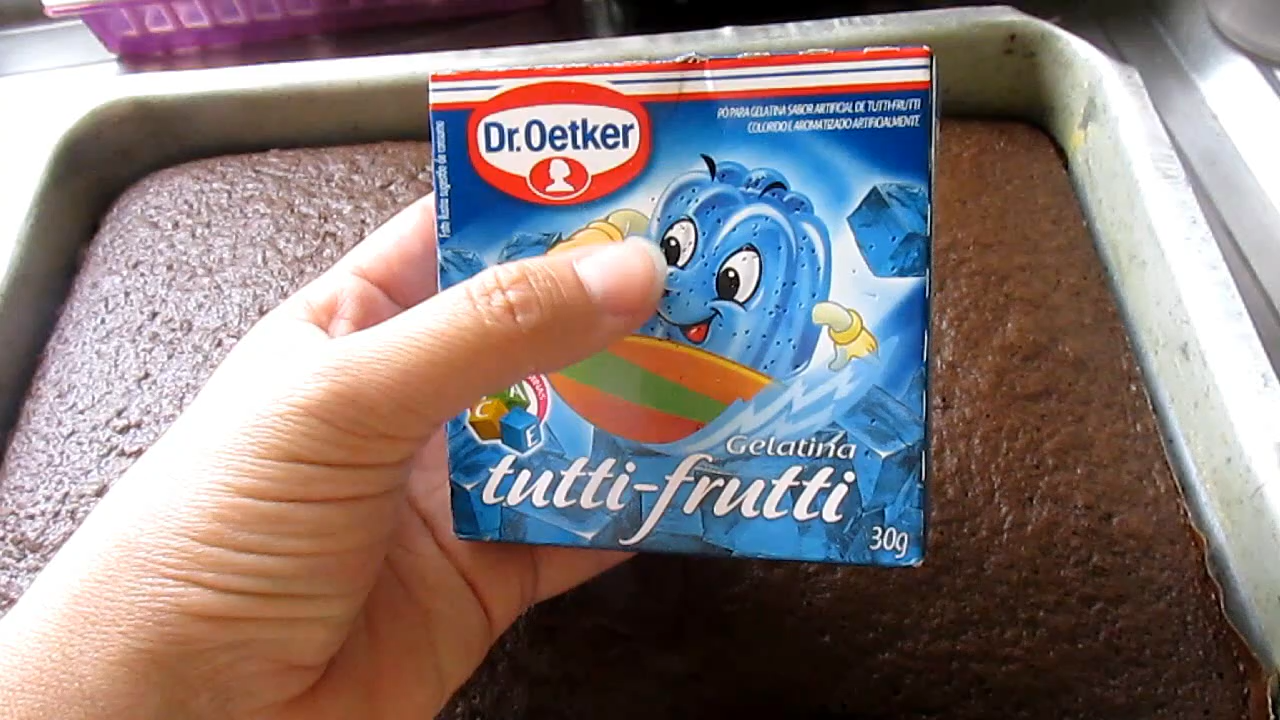 Dr.Oetker
PÓ PARA GELATINA SABOR ARTIFICIAL DE TUTTI-FRUTTI
COLORIDO E AROMATIZADO ARTIFICIALMENTE
C
E
Gelatina
tutti-frutti
30g